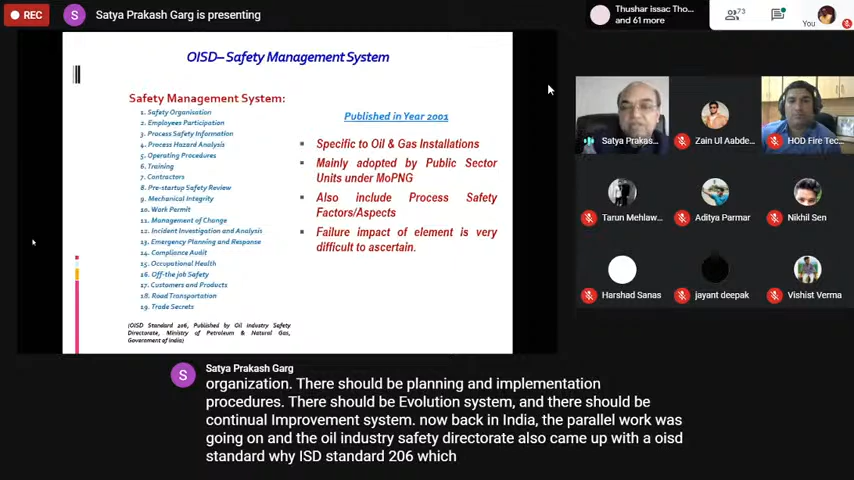 REC
S
Satya Prakash Garg is presenting
Thushar issac Tho...
and 61 more
73
You
OISD– Safety Management System
Safety Management System:
1. Safety Organisation
2. Employees Participation
3. Process Safety Information
4. Process Hazard Analysis
5. Operating Procedures
6. Training
7. Contractors
8. Pre-startup Safety Review
9. Mechanical Integrity
10. Work Permit
11. Management of Change
12. Incident Investigation and Analysis
13. Emergency Planning and Response
14. Compliance Audit
15. Occupational Health
16. Off-the job Safety
17. Customers and Products
18. Road Transportation
19. Trade Secrets
(OISD Standard 206, Published by Oil Industry Safety
Directorate, Ministry of Petroleum & Natural Gas,
Government of India)
Published in Year 2001
Specific to Oil & Gas Installations
Mainly adopted by Public Sector
Units under MoPNG
Also include Process Safety
Factors/Aspects
Failure impact of element is very
difficult to ascertain.
Satya Prakas...
Zain Ul Aabde...
HOD Fire Tec...
Tarun Mehlaw...
Aditya Parmar
Nikhil Sen
Harshad Sanas
jayant deepak
Vishist Verma
S
Satya Prakash Garg
organization. There should be planning and implementation
procedures. There should be Evolution system, and there should be
continual Improvement system. now back in India, the parallel work was
going on and the oil industry safety directorate also came up with a oisd
standard why ISD standard 206 which